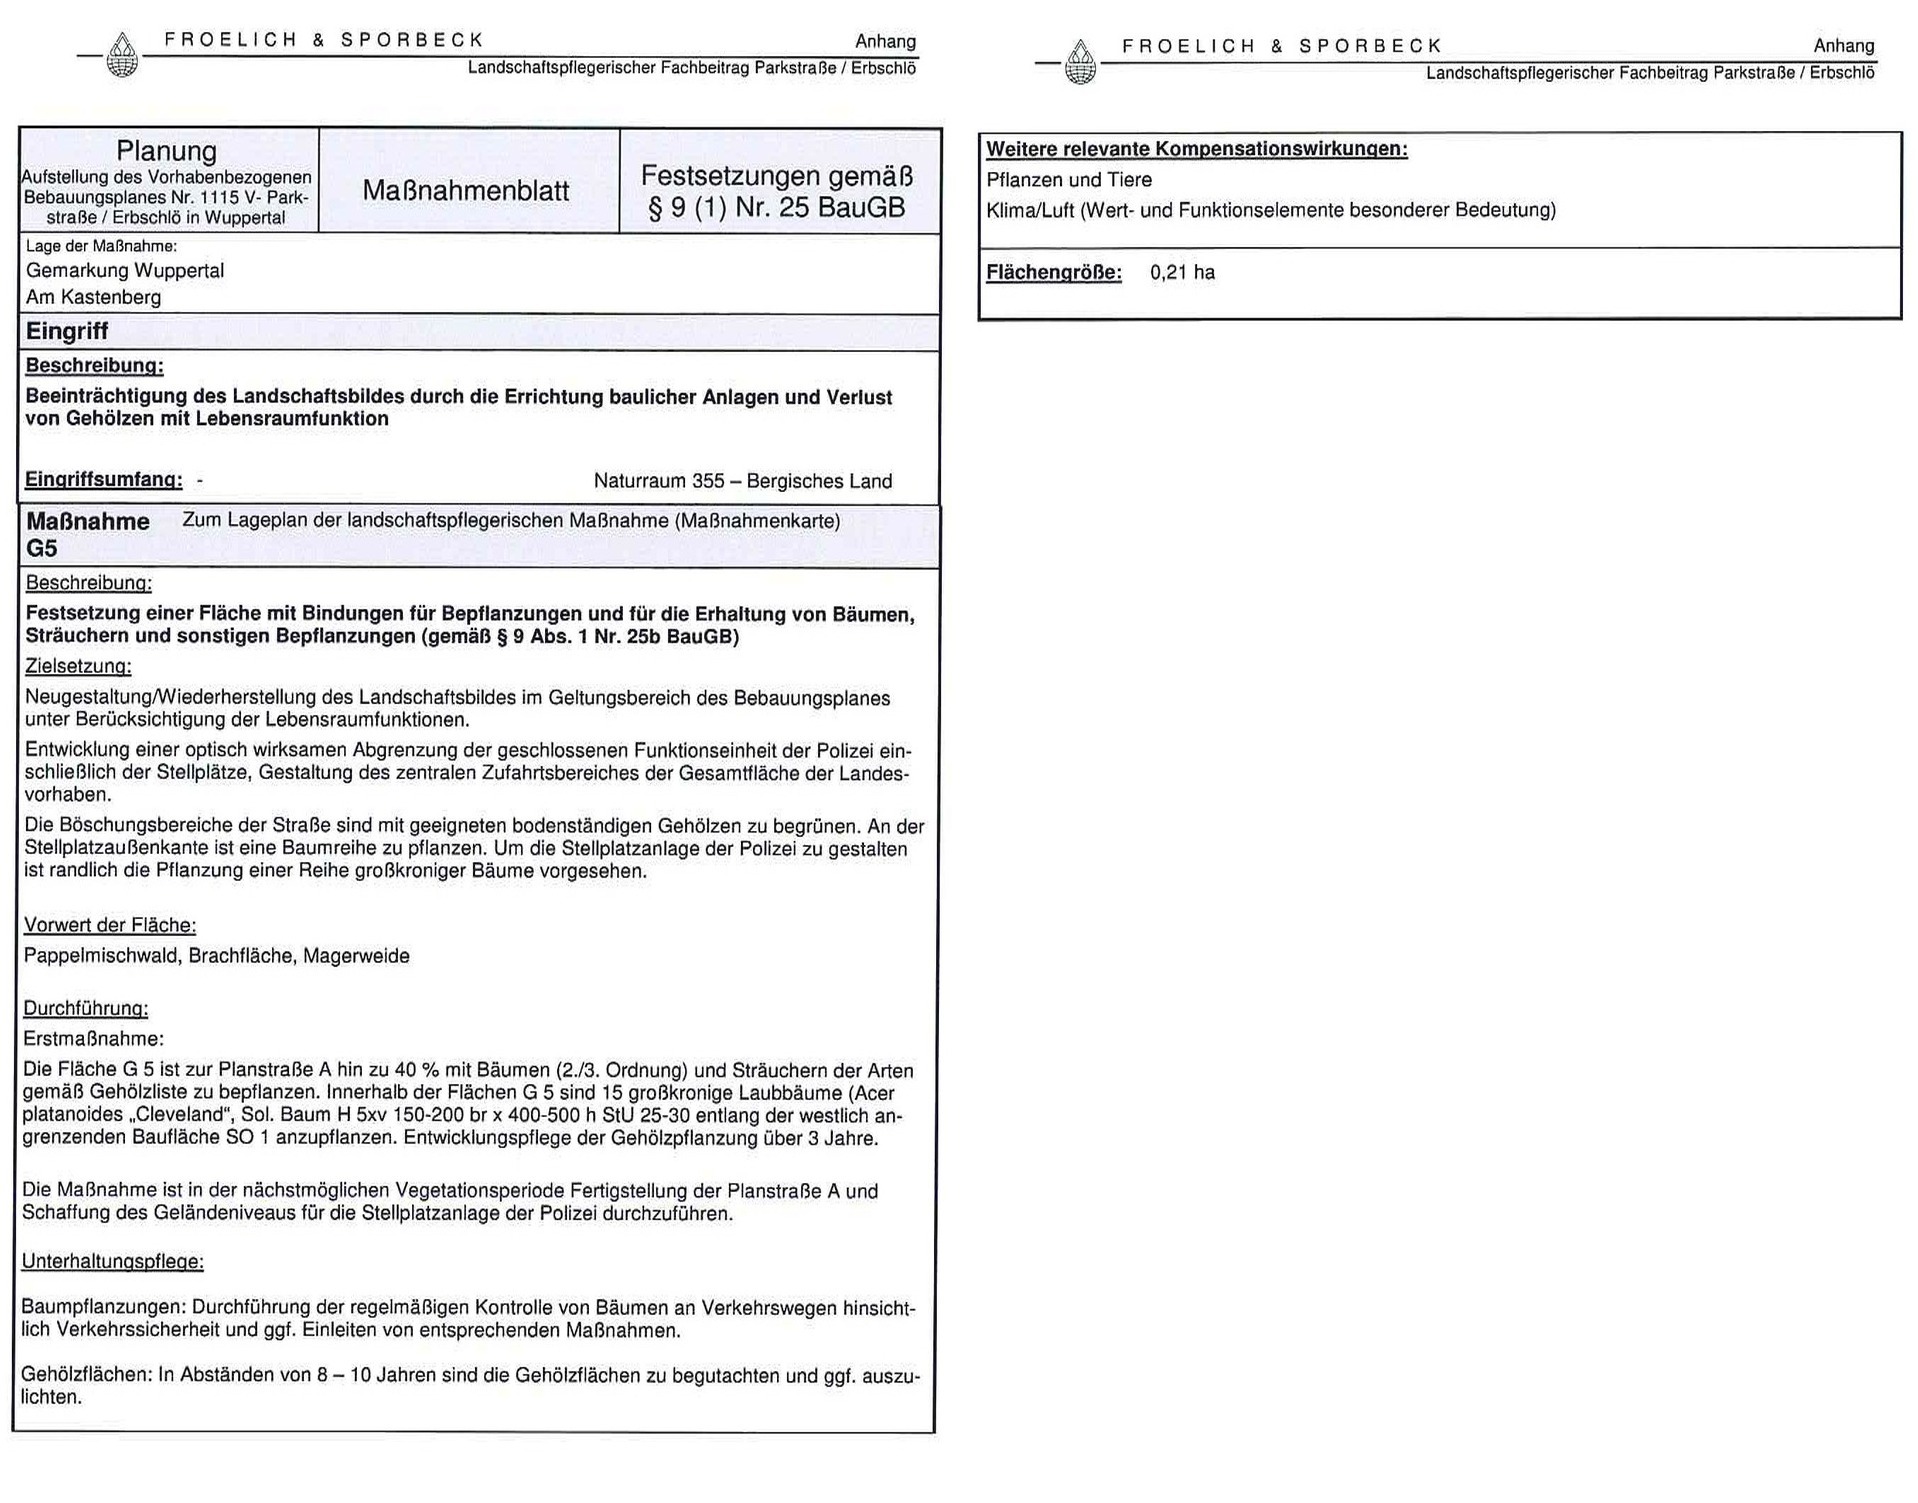 FROELICH & SPORBECK
Anhang
Landschaftspflegerischer Fachbeitrag Parkstraße / Erbschlö
Planung
Aufstellung des Vorhabenbezogenen
Bebauungsplanes Nr. 1115 V- Park-
straße / Erbschlö in Wuppertal
Maßnahmenblatt
Festsetzungen gemäß
§ 9 (1) Nr. 25 BauGB
Lage der Maßnahme:
Gemarkung Wuppertal
Am Kastenberg
Eingriff
Beschreibung:
Beeinträchtigung des Landschaftsbildes durch die Errichtung baulicher Anlagen und Verlust
von Gehölzen mit Lebensraumfunktion
Eingriffsumfang: - Naturraum 355 – Bergisches Land
Maßnahme Zum Lageplan der landschaftspflegerischen Maßnahme (Maßnahmenkarte)
G5
Beschreibung:
Festsetzung einer Fläche mit Bindungen für Bepflanzungen und für die Erhaltung von Bäumen,
Sträuchern und sonstigen Bepflanzungen (gemäß § 9 Abs. 1 Nr. 25b BauGB)
Zielsetzung:
Neugestaltung/Wiederherstellung des Landschaftsbildes im Geltungsbereich des Bebauungsplanes
unter Berücksichtigung der Lebensraumfunktionen.
Entwicklung einer optisch wirksamen Abgrenzung der geschlossenen Funktionseinheit der Polizei ein-
schließlich der Stellplätze, Gestaltung des zentralen Zufahrtsbereiches der Gesamtfläche der Landes-
vorhaben.
Die Böschungsbereiche der Straße sind mit geeigneten bodenständigen Gehölzen zu begrünen. An der
Stellplatzaußenkante ist eine Baumreihe zu pflanzen. Um die Stellplatzanlage der Polizei zu gestalten
ist randlich die Pflanzung einer Reihe großkroniger Bäume vorgesehen.
Vorwert der Fläche:
Pappelmischwald, Brachfläche, Magerweide
Durchführung:
Erstmaßnahme:
Die Fläche G 5 ist zur Planstraße A hin zu 40 % mit Bäumen (2./3. Ordnung) und Sträuchern der Arten
gemäß Gehölzliste zu bepflanzen. Innerhalb der Flächen G 5 sind 15 großkronige Laubbäume (Acer
platanoides „Cleveland“, Sol. Baum H 5xv 150-200 br x 400-500 h StU 25-30 entlang der westlich an-
grenzenden Baufläche SO 1 anzupflanzen. Entwicklungspflege der Gehölzpflanzung über 3 Jahre.
Die Maßnahme ist in der nächstmöglichen Vegetationsperiode Fertigstellung der Planstraße A und
Schaffung des Geländeniveaus für die Stellplatzanlage der Polizei durchzuführen.
Unterhaltungspflege:
Baumpflanzungen: Durchführung der regelmäßigen Kontrolle von Bäumen an Verkehrswegen hinsicht-
lich Verkehrssicherheit und ggf. Einleiten von entsprechenden Maßnahmen.
Gehölzflächen: In Abständen von 8 – 10 Jahren sind die Gehölzflächen zu begutachten und ggf. auszu-
lichten.
FROELICH & SPORBECK
Anhang
Landschaftspflegerischer Fachbeitrag Parkstraße / Erbschlö
Weitere relevante Kompensationswirkungen:
Pflanzen und Tiere
Klima/Luft (Wert- und Funktionselemente besonderer Bedeutung)
Flächengröße: 0,21 ha